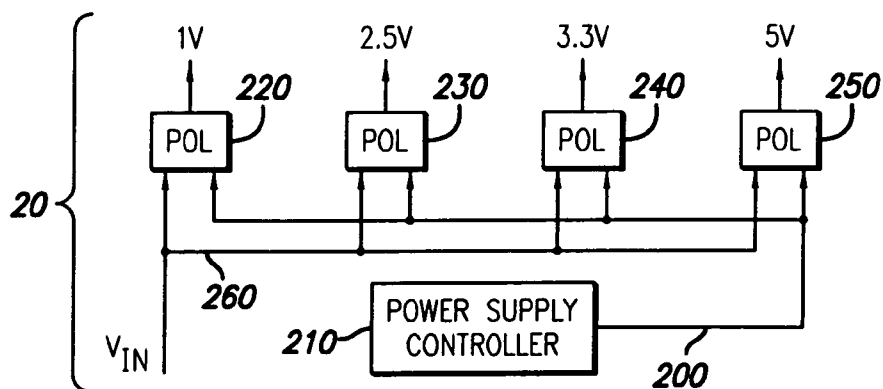 1V 2.5V 3.3V 5V
220 230 240 250
POL POL POL POL
20
260
210 POWER SUPPLY
CONTROLLER
V_IN 200